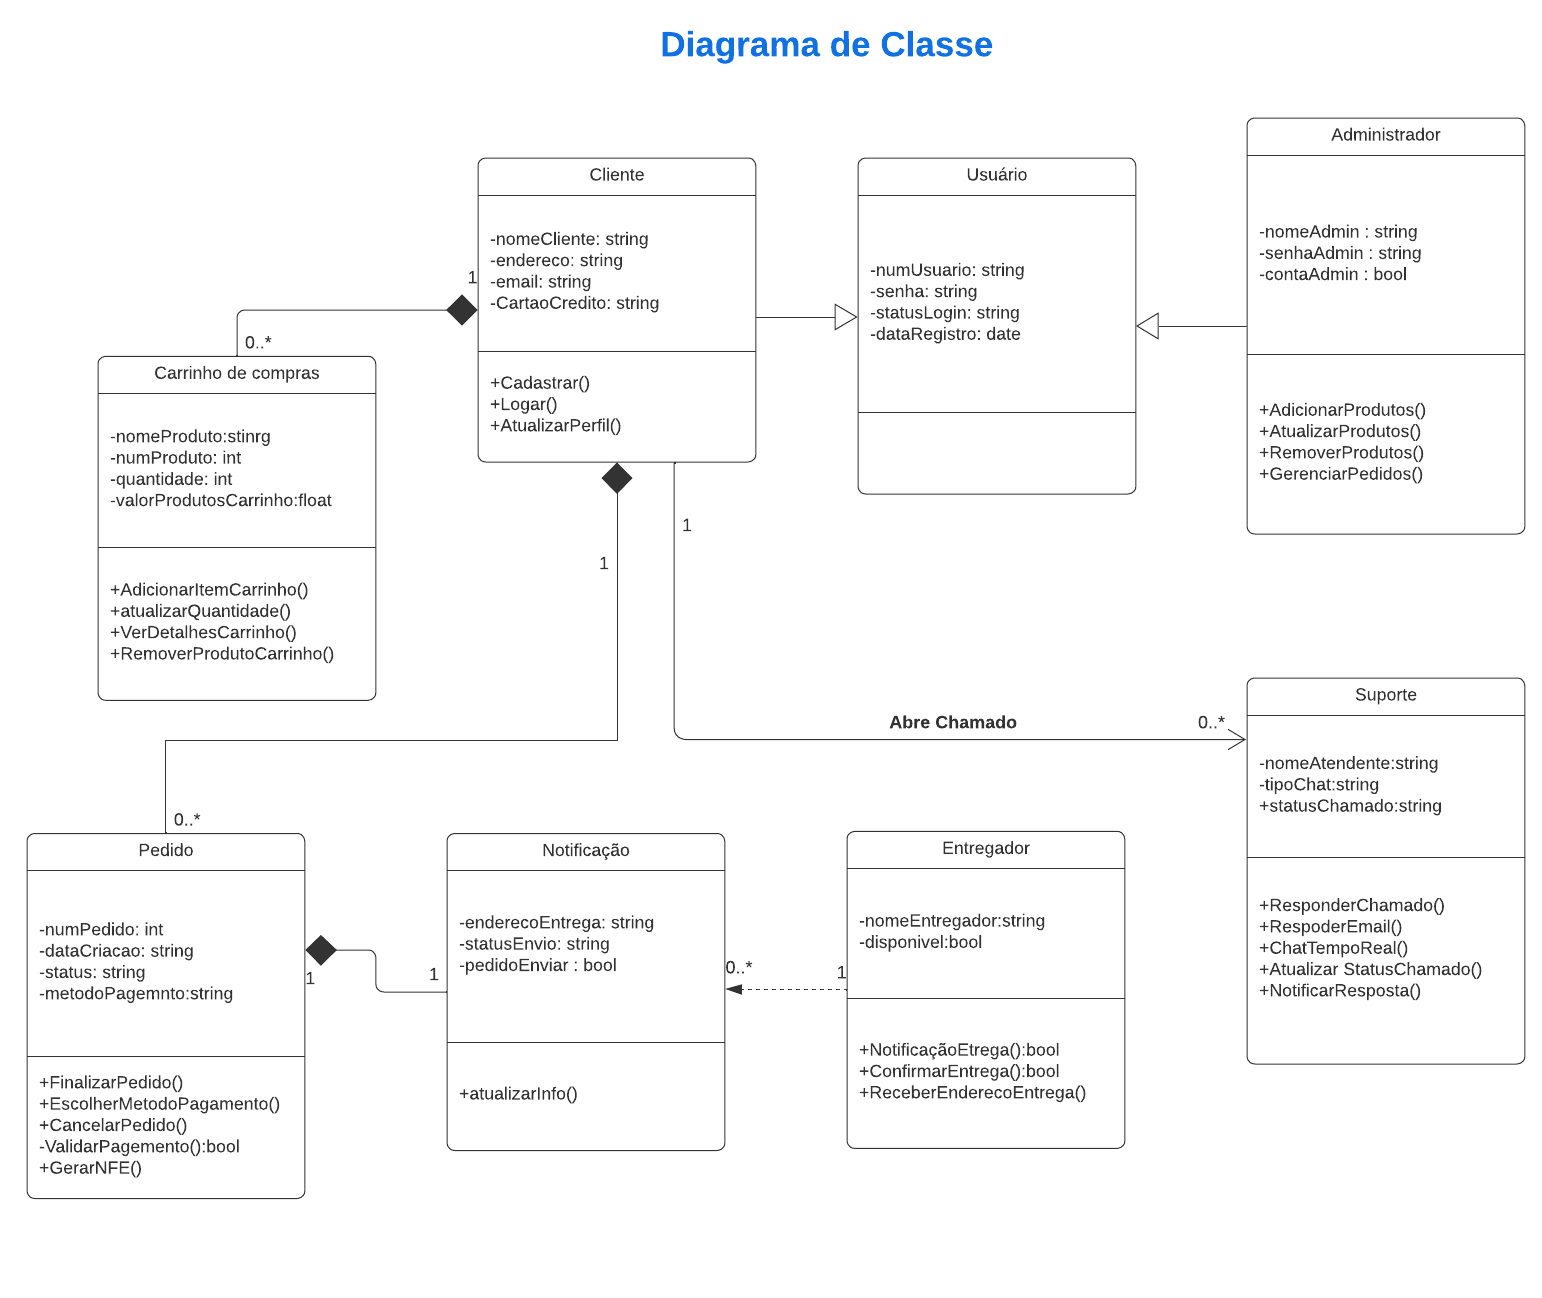 Diagrama de Classe
Cliente
-nomeCliente: string
-endereco: string
-email: string
-CartaoCredito: string
+Cadastrar()
+Logar()
+AtualizarPerfil()
Usuário
-numUsuario: string
-senha: string
-statusLogin: string
-dataRegistro: date
Administrador
-nomeAdmin : string
-senhaAdmin : string
-contaAdmin : bool
+AdicionarProdutos()
+AtualizarProdutos()
+RemoverProdutos()
+GerenciarPedidos()
1
0..*
Carrinho de compras
-nomeProduto:stinrg
-numProduto: int
-quantidade: int
-valorProdutosCarrinho:float
+AdicionarItemCarrinho()
+atualizarQuantidade()
+VerDetalhesCarrinho()
+RemoverProdutoCarrinho()
1
1
Abre Chamado
0..*
0..*
Suporte
-nomeAtendente:string
-tipoChat:string
+statusChamado:string
+ResponderChamado()
+RespoderEmail()
+ChatTempoReal()
+Atualizar StatusChamado()
+NotificarResposta()
Pedido
-numPedido: int
-dataCriacao: string
-status: string
-metodoPagemnto:string
+FinalizarPedido()
+EscolherMetodoPagamento()
+CancelarPedido()
-ValidarPagemento():bool
+GerarNFE()
1
1
Notificação
-enderecoEntrega: string
-statusEnvio: string
-pedidoEnviar : bool
+atualizarInfo()
0..*
1
Entregador
-nomeEntregador:string
-disponivel:bool
+NotificaçãoEtrega():bool
+ConfirmarEntrega():bool
+ReceberEnderecoEntrega()